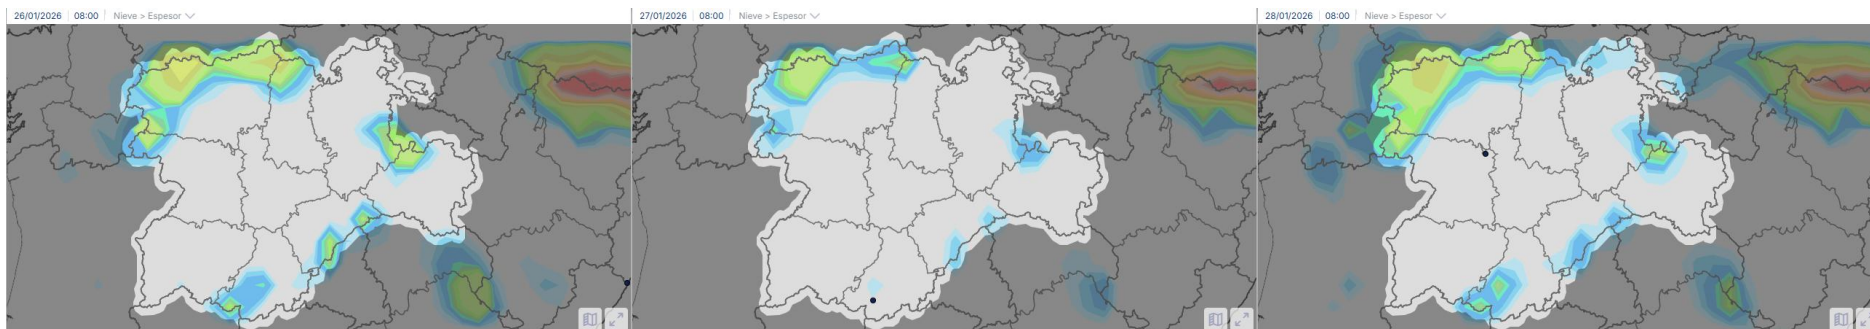 26/01/2026 08:00 Nieve > Espesor
27/01/2026 08:00 Nieve > Espesor
28/01/2026 08:00 Nieve > Espesor